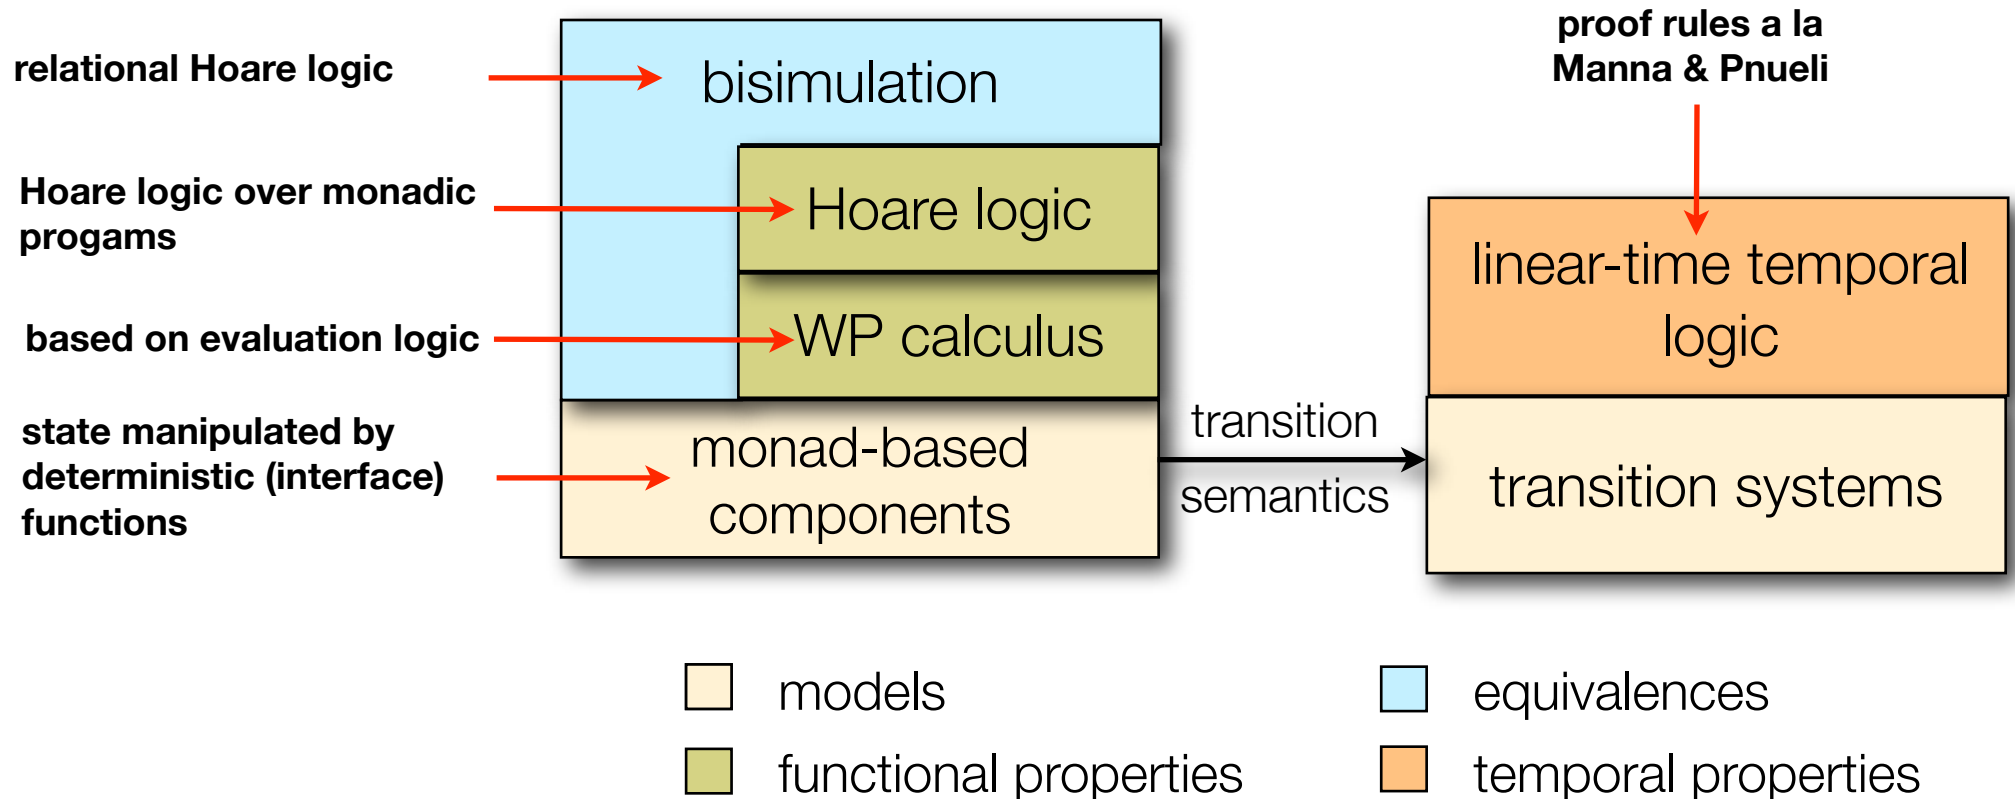 relational Hoare logic
Hoare logic over monadic
progams
based on evaluation logic
state manipulated by
deterministic (interface)
functions
bisimulation
Hoare logic
WP calculus
monad-based
components
transition
semantics
proof rules a la
Manna & Pnueli
linear-time temporal
logic
transition systems
models
equivalences
functional properties
temporal properties